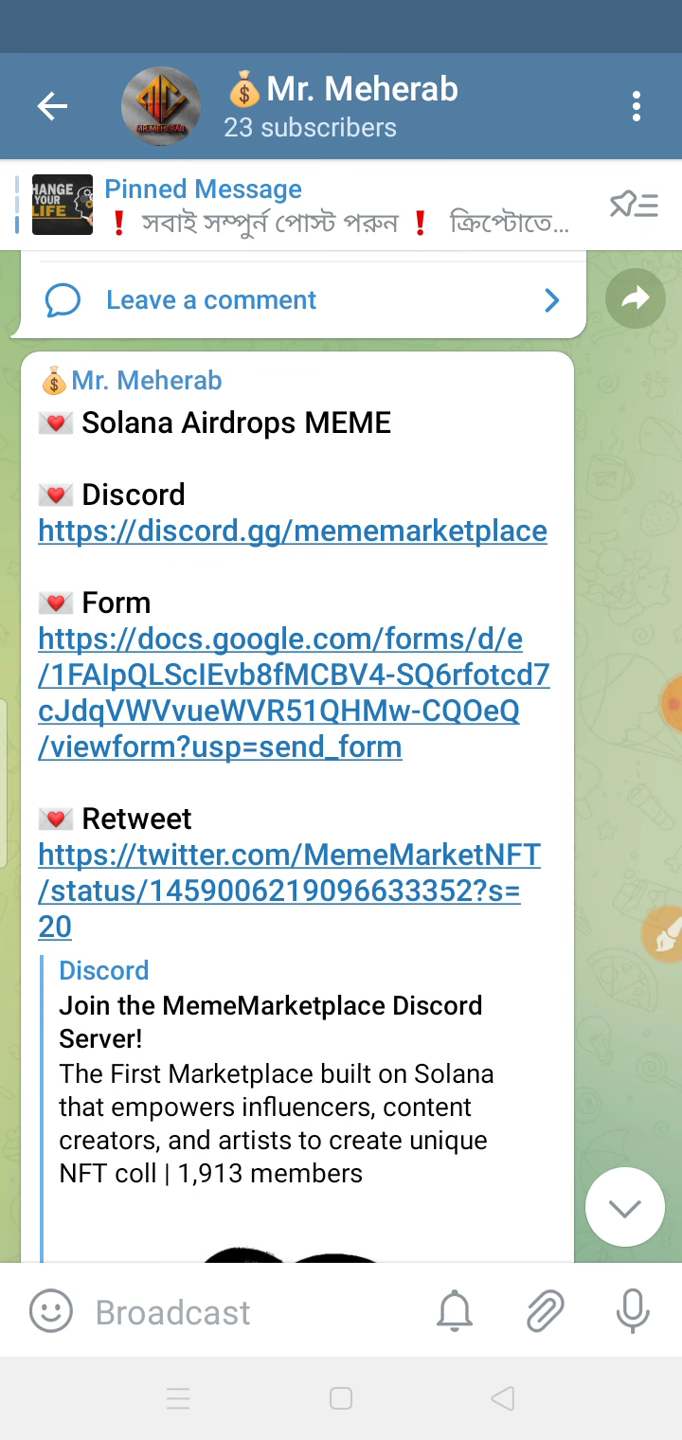 💰Mr. Meherab
23 subscribers
HANGE
YOUR
LIFE
Pinned Message
❗ সবাই সম্পুর্ন পোস্ট পরুন ❗ ক্রিপ্টোতে...
Leave a comment
💰Mr. Meherab
💌 Solana Airdrops MEME
💌 Discord
https://discord.gg/mememarketplace
💌 Form
https://docs.google.com/forms/d/e
/1FAIpQLScIEvb8fMCBV4-SQ6rfotcd7
cJdqVWVvueWVR51QHMw-CQOeQ
/viewform?usp=send_form
💌 Retweet
https://twitter.com/MemeMarketNFT
/status/1459006219096633352?s=
20
Discord
Join the MemeMarketplace Discord
Server!
The First Marketplace built on Solana
that empowers influencers, content
creators, and artists to create unique
NFT coll | 1,913 members
Broadcast